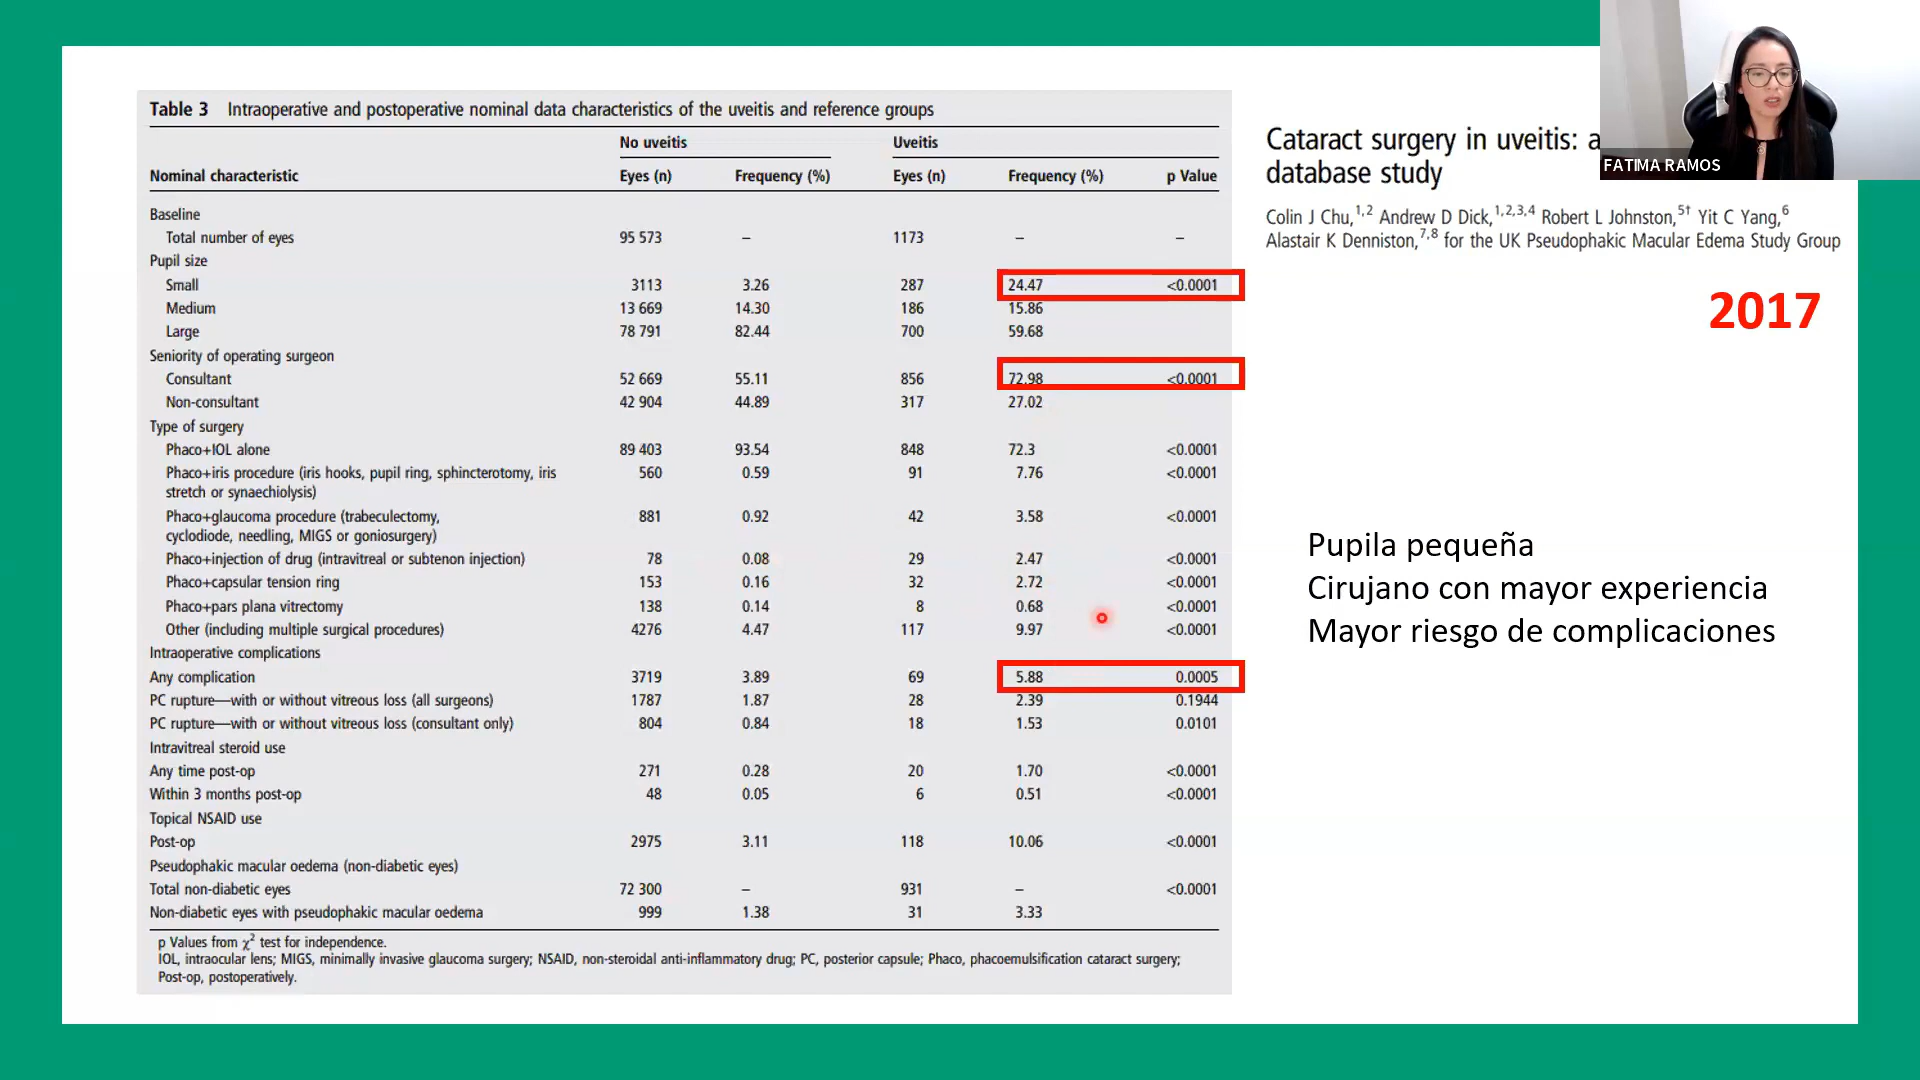 Table 3 Intraoperative and postoperative nominal data characteristics of the uveitis and reference groups
No uveitis Uveitis
Nominal characteristic Eyes (n) Frequency (%) Eyes (n) Frequency (%) p Value
Baseline
Total number of eyes 95 573 – 1173 – –
Pupil size
Small 3113 3.26 287 24.47 <0.0001
Medium 13 669 14.30 186 15.86
Large 78 791 82.44 700 59.68
Seniority of operating surgeon
Consultant 52 669 55.11 856 72.98 <0.0001
Non-consultant 42 904 44.89 317 27.02
Type of surgery
Phaco+IOL alone 89 403 93.54 848 72.3 <0.0001
Phaco+iris procedure (iris hooks, pupil ring, sphincterotomy, iris 560 0.59 91 7.76 <0.0001
stretch or synaechiolysis)
Phaco+glaucoma procedure (trabeculectomy, 881 0.92 42 3.58 <0.0001
cyclodiode, needling, MIGS or goniosurgery)
Phaco+injection of drug (intravitreal or subtenon injection) 78 0.08 29 2.47 <0.0001
Phaco+capsular tension ring 153 0.16 32 2.72 <0.0001
Phaco+pars plana vitrectomy 138 0.14 8 0.68 <0.0001
Other (including multiple surgical procedures) 4276 4.47 117 9.97 <0.0001
Intraoperative complications
Any complication 3719 3.89 69 5.88 0.0005
PC rupture—with or without vitreous loss (all surgeons) 1787 1.87 28 2.39 0.1944
PC rupture—with or without vitreous loss (consultant only) 804 0.84 18 1.53 0.0101
Intravitreal steroid use
Any time post-op 271 0.28 20 1.70 <0.0001
Within 3 months post-op 48 0.05 6 0.51 <0.0001
Topical NSAID use
Post-op 2975 3.11 118 10.06 <0.0001
Pseudophakic macular oedema (non-diabetic eyes)
Total non-diabetic eyes 72 300 – 931 – <0.0001
Non-diabetic eyes with pseudophakic macular oedema 999 1.38 31 3.33
p Values from χ² test for independence.
IOL, intraocular lens; MIGS, minimally invasive glaucoma surgery; NSAID, non-steroidal anti-inflammatory drug; PC, posterior capsule; Phaco, phacoemulsification cataract surgery;
Post-op, postoperatively.
Cataract surgery in uveitis: a
database study
Colin J Chu,1,2 Andrew D Dick,1,2,3,4 Robert L Johnston,5† Yit C Yang,6
Alastair K Denniston,7,8 for the UK Pseudophakic Macular Edema Study Group
2017
Pupila pequeña
Cirujano con mayor experiencia
Mayor riesgo de complicaciones
FATIMA RAMOS